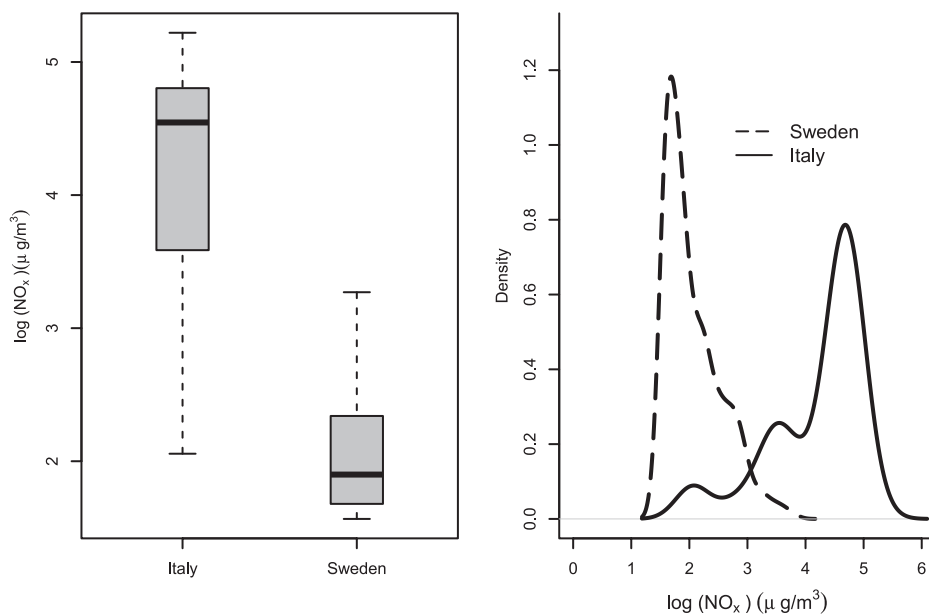 log (NOₓ)(μ g/m³)
5
4
3
2
Italy
Sweden
Density
1.2
1.0
0.8
0.6
0.4
0.2
0.0
Sweden
Italy
0 1 2 3 4 5 6
log (NOₓ) (μ g/m³)